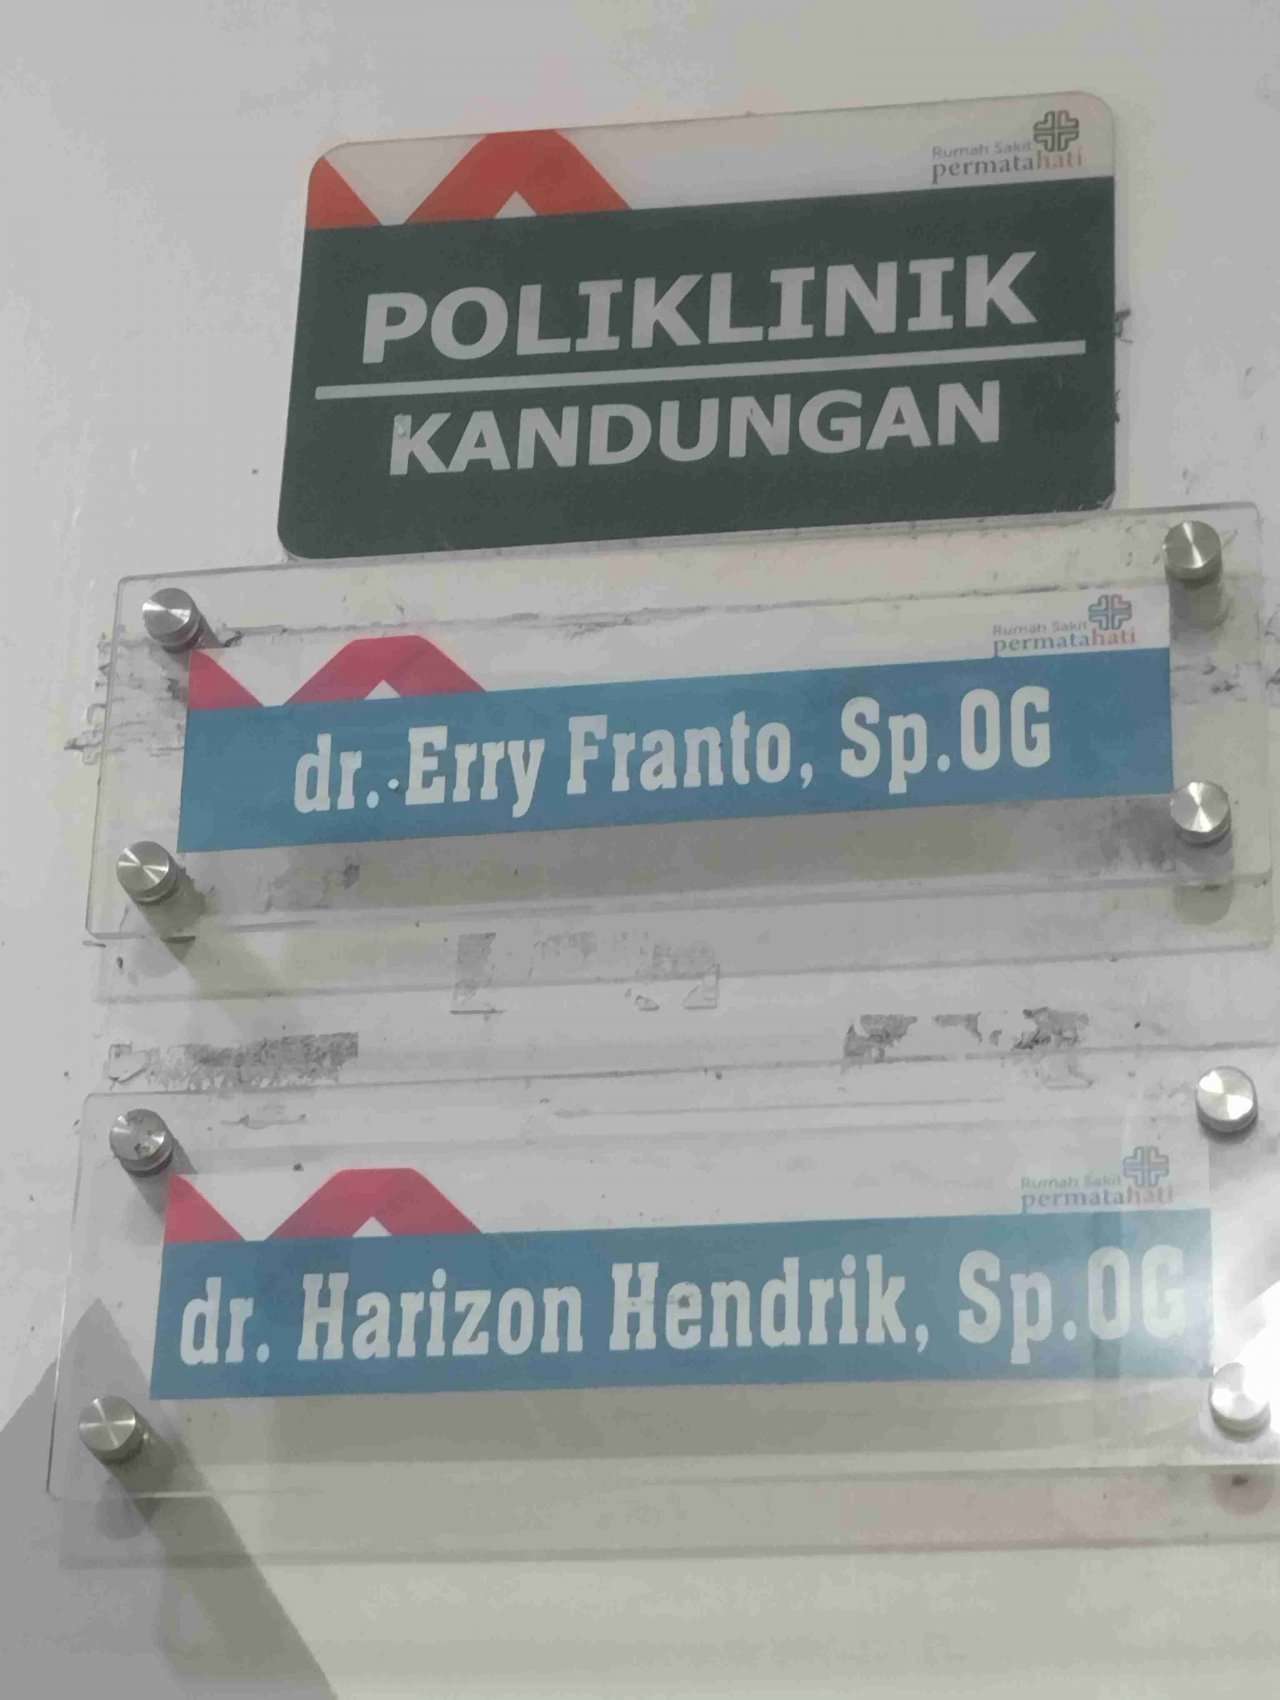 Rumah Sakit
permatahati
POLIKLINIK
KANDUNGAN
Rumah Sakit
permatahati
dr. Erry Franto, Sp.OG
Rumah Sakit
permatahati
dr. Harizon Hendrik, Sp.OG